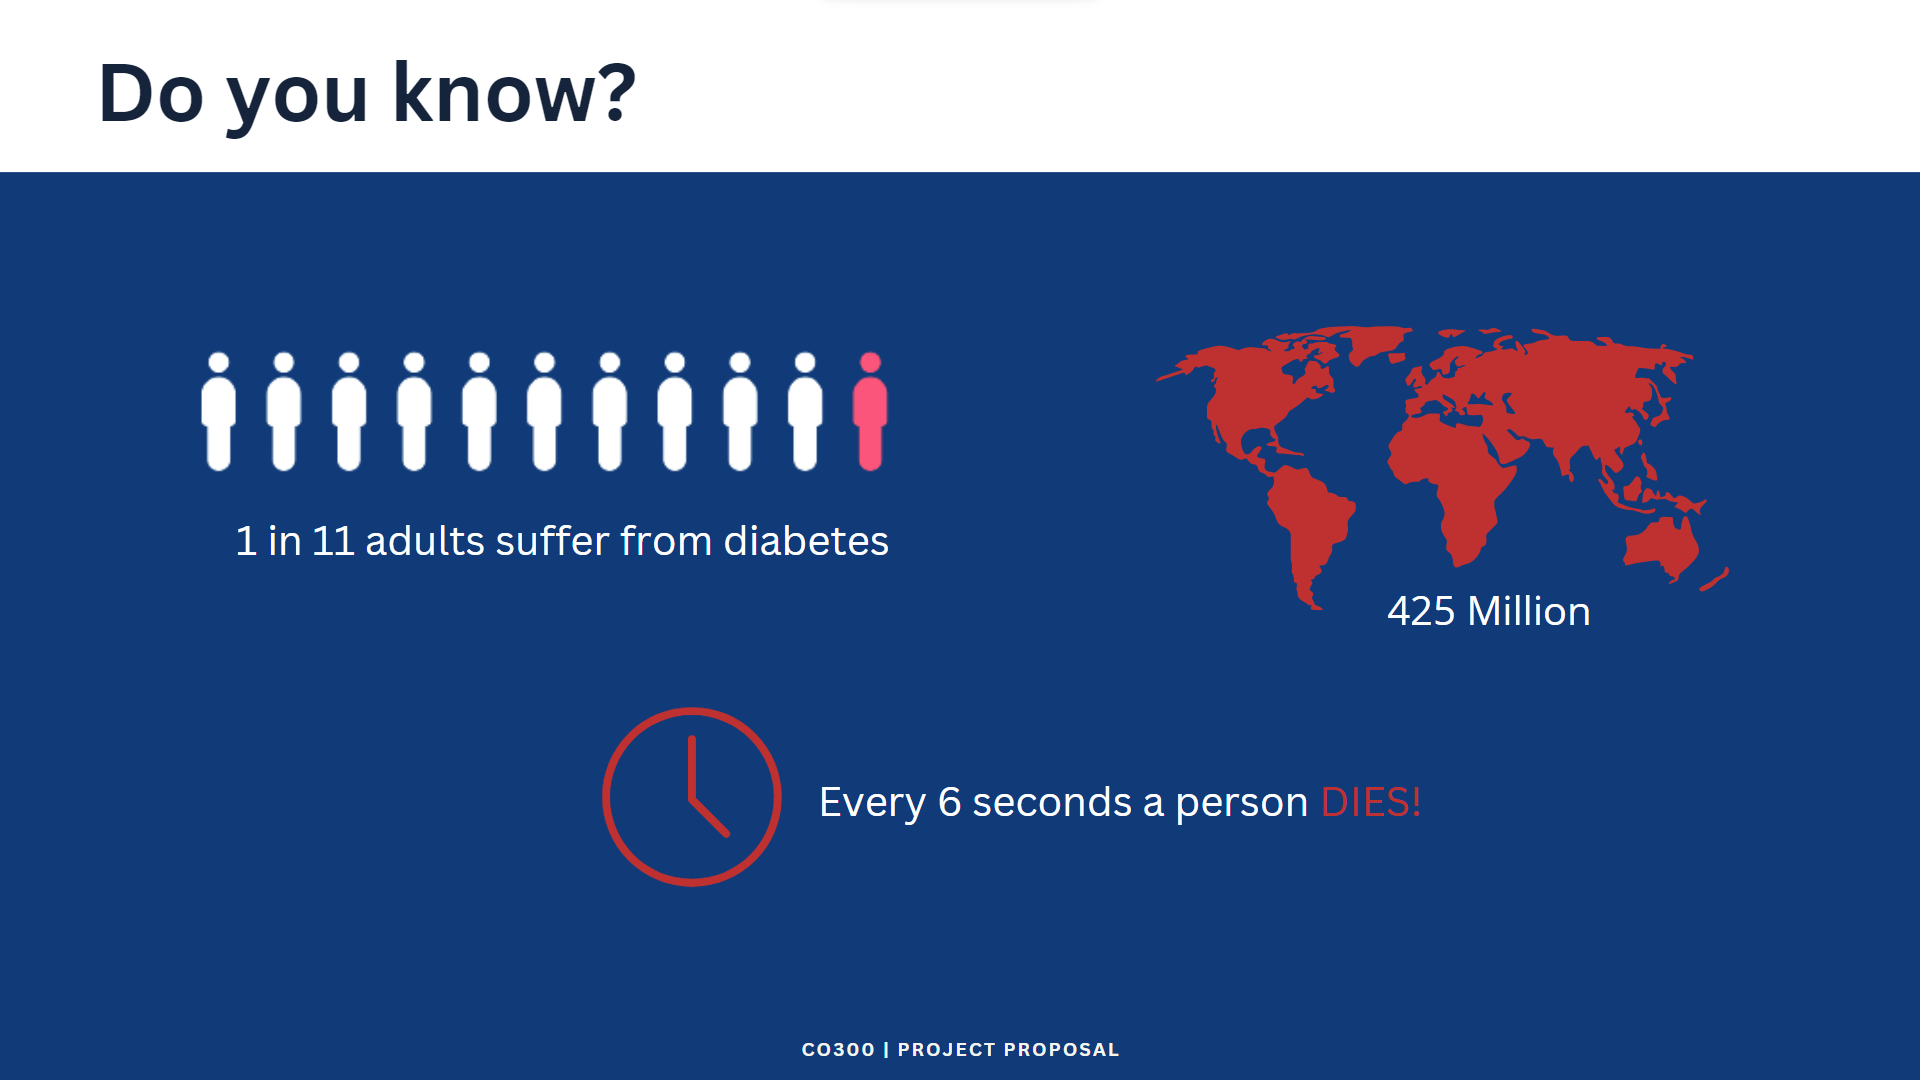 Do you know?
1 in 11 adults suffer from diabetes
425 Million
Every 6 seconds a person DIES!
CO300 | PROJECT PROPOSAL